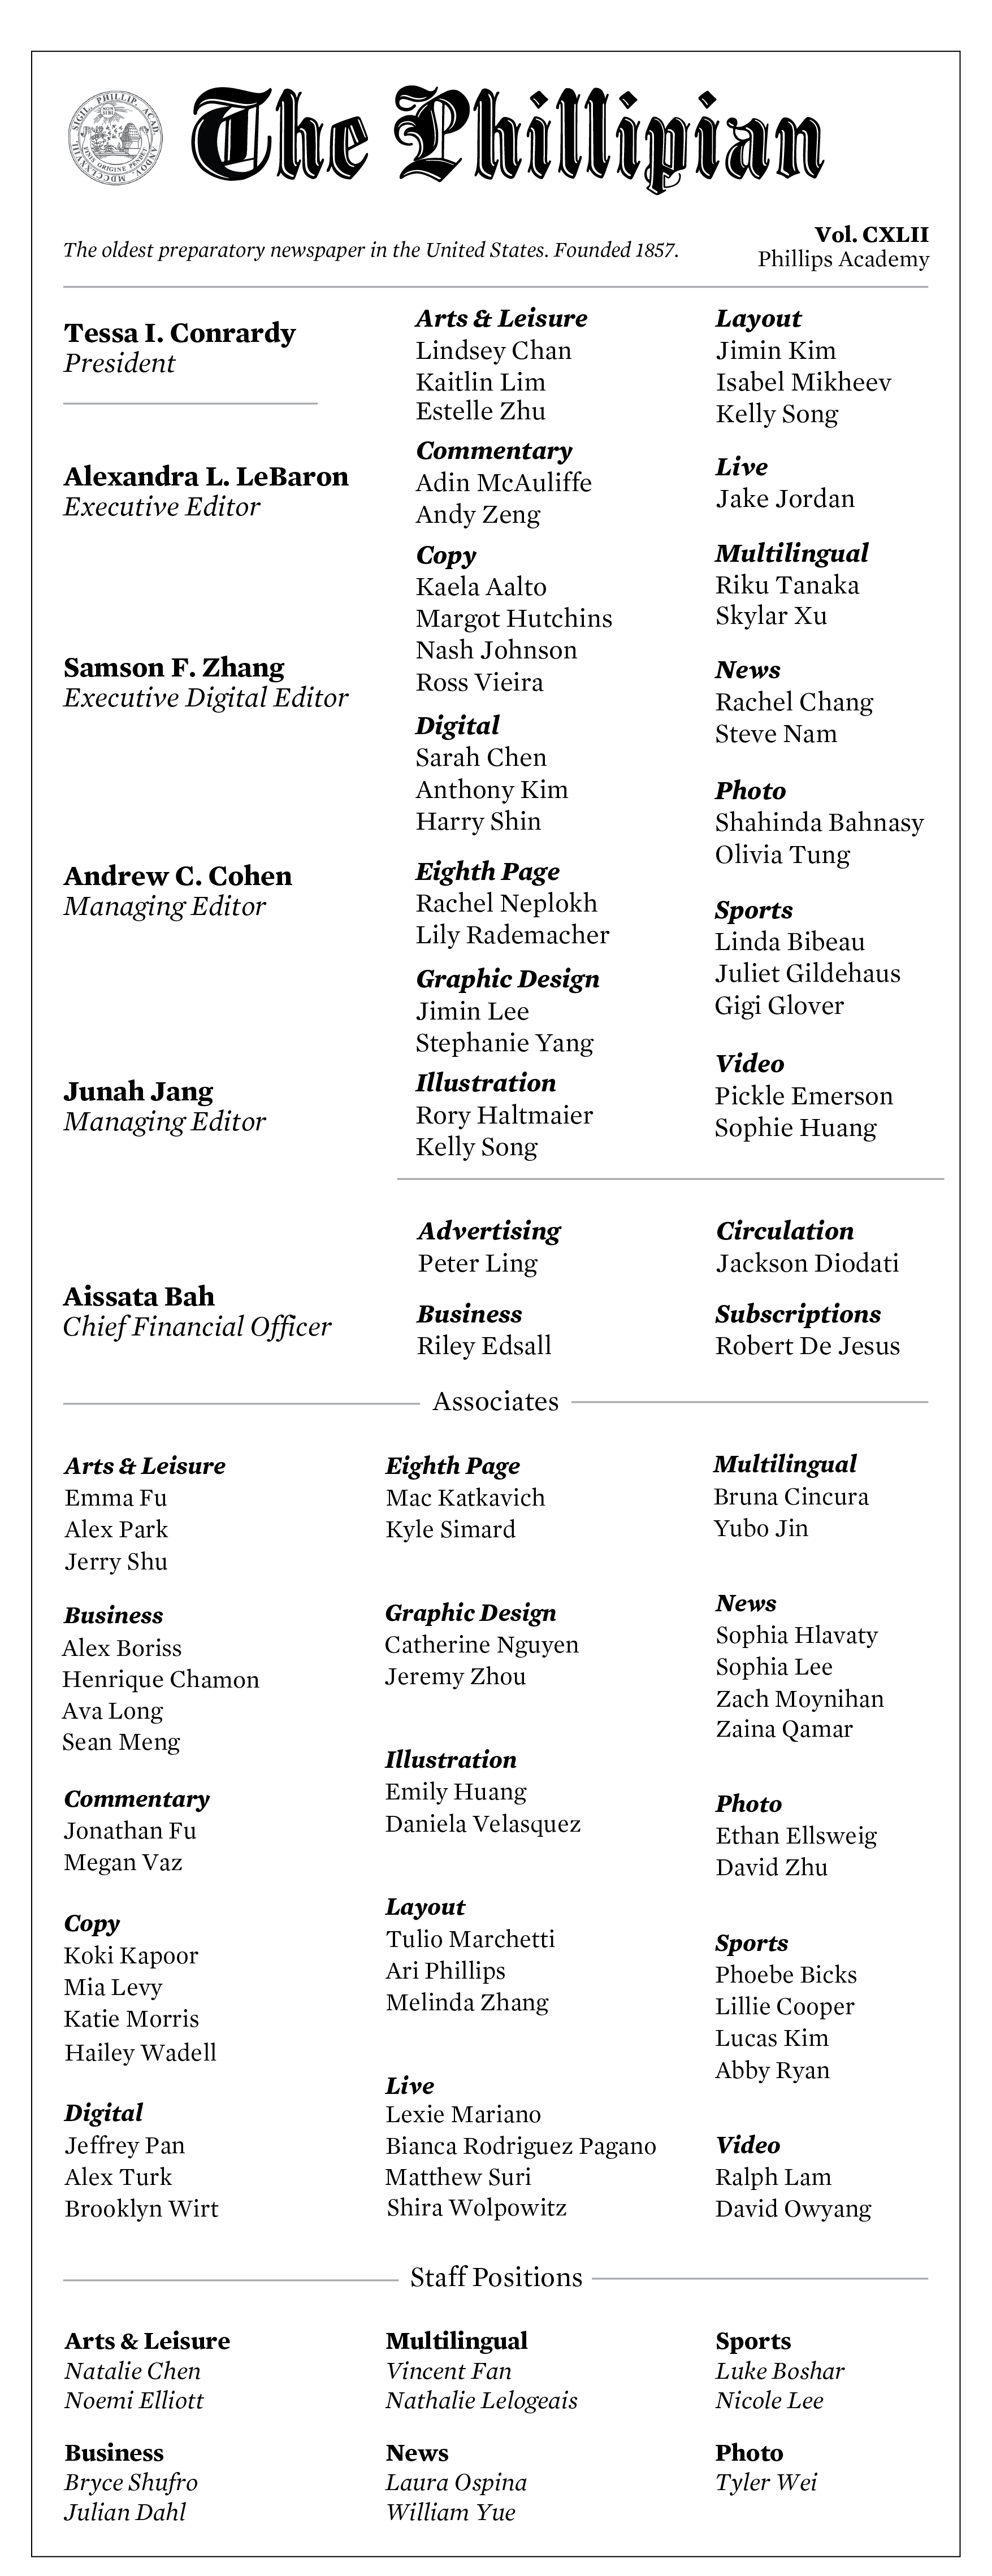 SIGIL. PHILLIP. ACAD.
The Phillipian
The oldest preparatory newspaper in the United States. Founded 1857.
Vol. CXLII
Phillips Academy
Tessa I. Conrardy
President
Alexandra L. LeBaron
Executive Editor
Samson F. Zhang
Executive Digital Editor
Andrew C. Cohen
Managing Editor
Junah Jang
Managing Editor
Aissata Bah
Chief Financial Officer
Arts & Leisure
Lindsey Chan
Kaitlin Lim
Estelle Zhu
Commentary
Adin McAuliffe
Andy Zeng
Copy
Kaela Aalto
Margot Hutchins
Nash Johnson
Ross Vieira
Digital
Sarah Chen
Anthony Kim
Harry Shin
Eighth Page
Rachel Neplokh
Lily Rademacher
Graphic Design
Jimin Lee
Stephanie Yang
Illustration
Rory Haltmaier
Kelly Song
Layout
Jimin Kim
Isabel Mikheev
Kelly Song
Live
Jake Jordan
Multilingual
Riku Tanaka
Skylar Xu
News
Rachel Chang
Steve Nam
Photo
Shahinda Bahnasy
Olivia Tung
Sports
Linda Bibeau
Juliet Gildehaus
Gigi Glover
Video
Pickle Emerson
Sophie Huang
Advertising
Peter Ling
Business
Riley Edsall
Circulation
Jackson Diodati
Subscriptions
Robert De Jesus
Associates
Arts & Leisure
Emma Fu
Alex Park
Jerry Shu
Business
Alex Boriss
Henrique Chamon
Ava Long
Sean Meng
Commentary
Jonathan Fu
Megan Vaz
Copy
Koki Kapoor
Mia Levy
Katie Morris
Hailey Wadell
Digital
Jeffrey Pan
Alex Turk
Brooklyn Wirt
Eighth Page
Mac Katkavich
Kyle Simard
Graphic Design
Catherine Nguyen
Jeremy Zhou
Illustration
Emily Huang
Daniela Velasquez
Layout
Tulio Marchetti
Ari Phillips
Melinda Zhang
Live
Lexie Mariano
Bianca Rodriguez Pagano
Matthew Suri
Shira Wolpowitz
Multilingual
Bruna Cincura
Yubo Jin
News
Sophia Hlavaty
Sophia Lee
Zach Moynihan
Zaina Qamar
Photo
Ethan Ellsweig
David Zhu
Sports
Phoebe Bicks
Lillie Cooper
Lucas Kim
Abby Ryan
Video
Ralph Lam
David Owyang
Staff Positions
Arts & Leisure
Natalie Chen
Noemi Elliott
Business
Bryce Shufro
Julian Dahl
Multilingual
Vincent Fan
Nathalie Lelogeais
News
Laura Ospina
William Yue
Sports
Luke Boshar
Nicole Lee
Photo
Tyler Wei